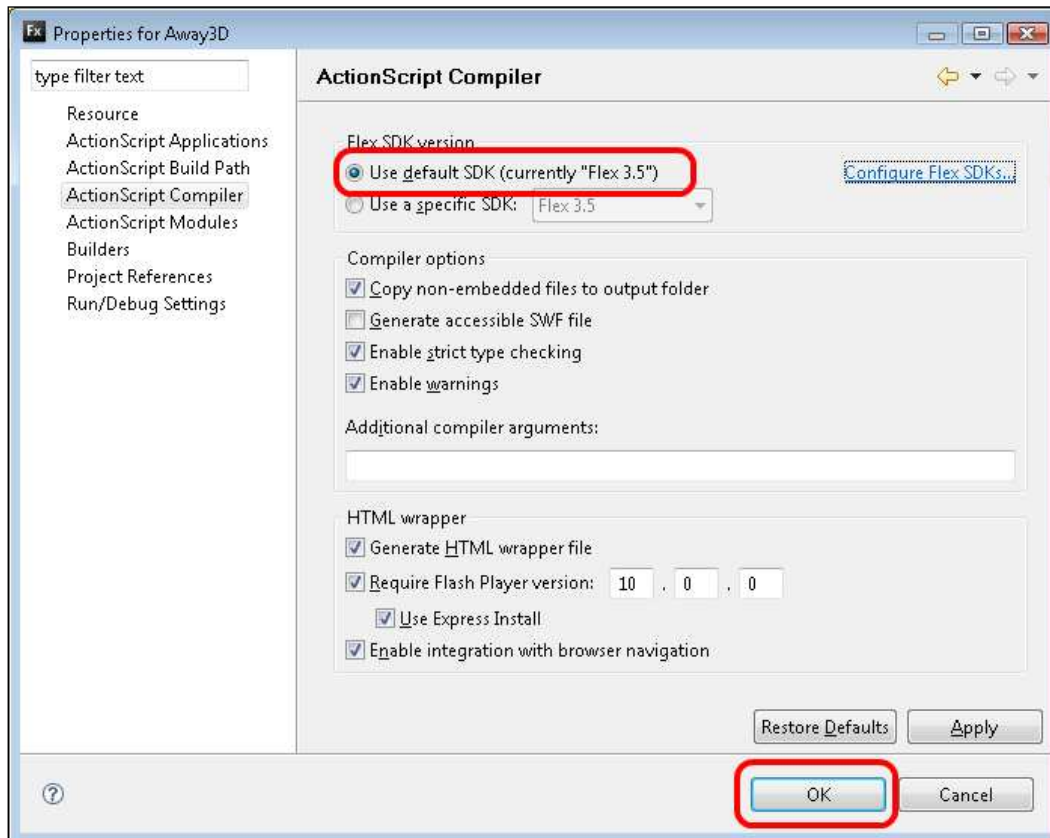 Fx Properties for Away3D
type filter text
Resource
ActionScript Applications
ActionScript Build Path
ActionScript Compiler
ActionScript Modules
Builders
Project References
Run/Debug Settings
ActionScript Compiler
Flex SDK version
Use default SDK (currently "Flex 3.5")
Configure Flex SDKs...
Use a specific SDK: Flex 3.5
Compiler options
Copy non-embedded files to output folder
Generate accessible SWF file
Enable strict type checking
Enable warnings
Additional compiler arguments:
HTML wrapper
Generate HTML wrapper file
Require Flash Player version: 10 . 0 . 0
Use Express Install
Enable integration with browser navigation
Restore Defaults Apply
? OK Cancel